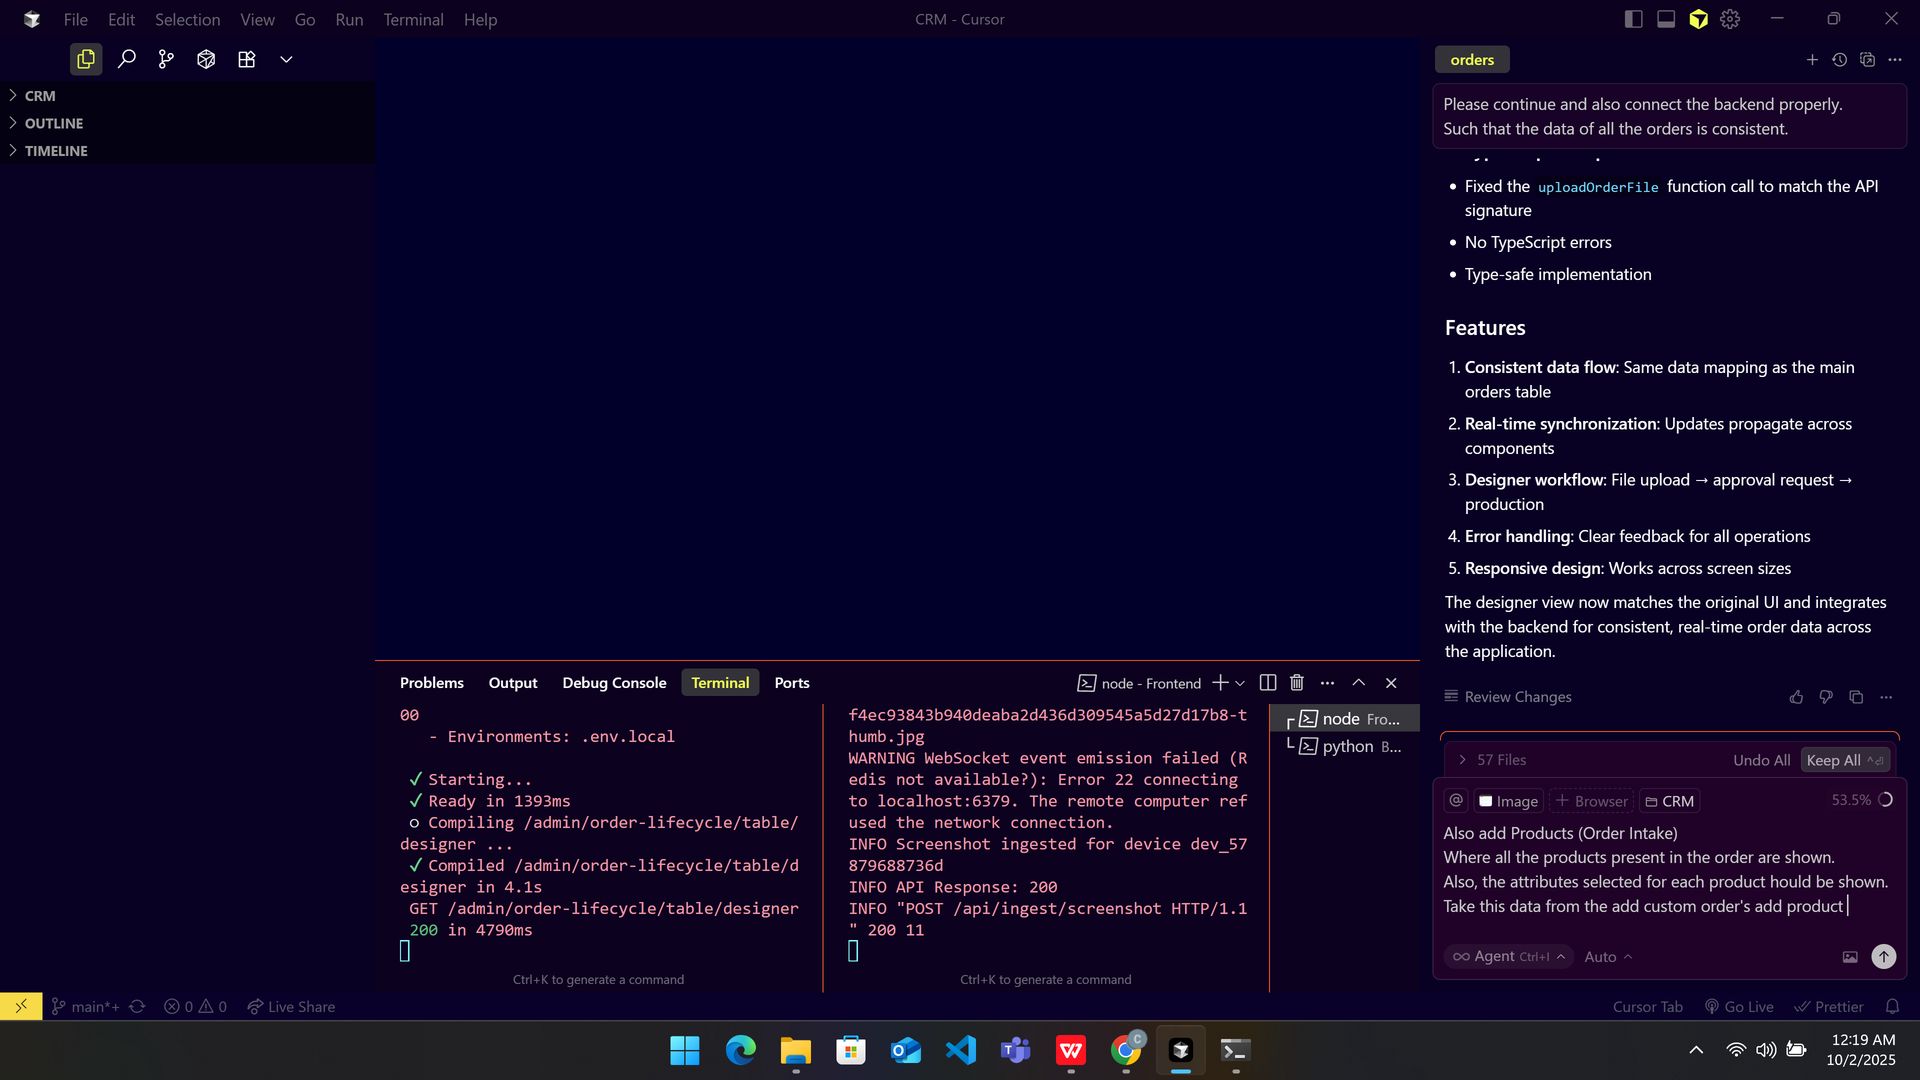 File Edit Selection View Go Run Terminal Help
CRM - Cursor
CRM
OUTLINE
TIMELINE
orders
Please continue and also connect the backend properly.
Such that the data of all the orders is consistent.
Fixed the uploadOrderFile function call to match the API
signature
No TypeScript errors
Type-safe implementation
Features
1. Consistent data flow: Same data mapping as the main
orders table
2. Real-time synchronization: Updates propagate across
components
3. Designer workflow: File upload → approval request →
production
4. Error handling: Clear feedback for all operations
5. Responsive design: Works across screen sizes
The designer view now matches the original UI and integrates
with the backend for consistent, real-time order data across
the application.
Review Changes
57 Files Undo All Keep All
@ Image + Browser CRM 53.5%
Also add Products (Order Intake)
Where all the products present in the order are shown.
Also, the attributes selected for each product hould be shown.
Take this data from the add custom order's add product
Agent Ctrl+I Auto
Problems Output Debug Console Terminal Ports
node - Frontend
00
- Environments: .env.local
✓ Starting...
✓ Ready in 1393ms
○ Compiling /admin/order-lifecycle/table/
designer ...
✓ Compiled /admin/order-lifecycle/table/d
esigner in 4.1s
GET /admin/order-lifecycle/table/designer
200 in 4790ms
Ctrl+K to generate a command
f4ec93843b940deaba2d436d309545a5d27d17b8-t
humb.jpg
WARNING WebSocket event emission failed (R
edis not available?): Error 22 connecting
to localhost:6379. The remote computer ref
used the network connection.
INFO Screenshot ingested for device dev_57
879688736d
INFO API Response: 200
INFO "POST /api/ingest/screenshot HTTP/1.1
" 200 11
Ctrl+K to generate a command
node Fro...
python B...
main*+ 0 0 Live Share
Cursor Tab Go Live Prettier
12:19 AM
10/2/2025